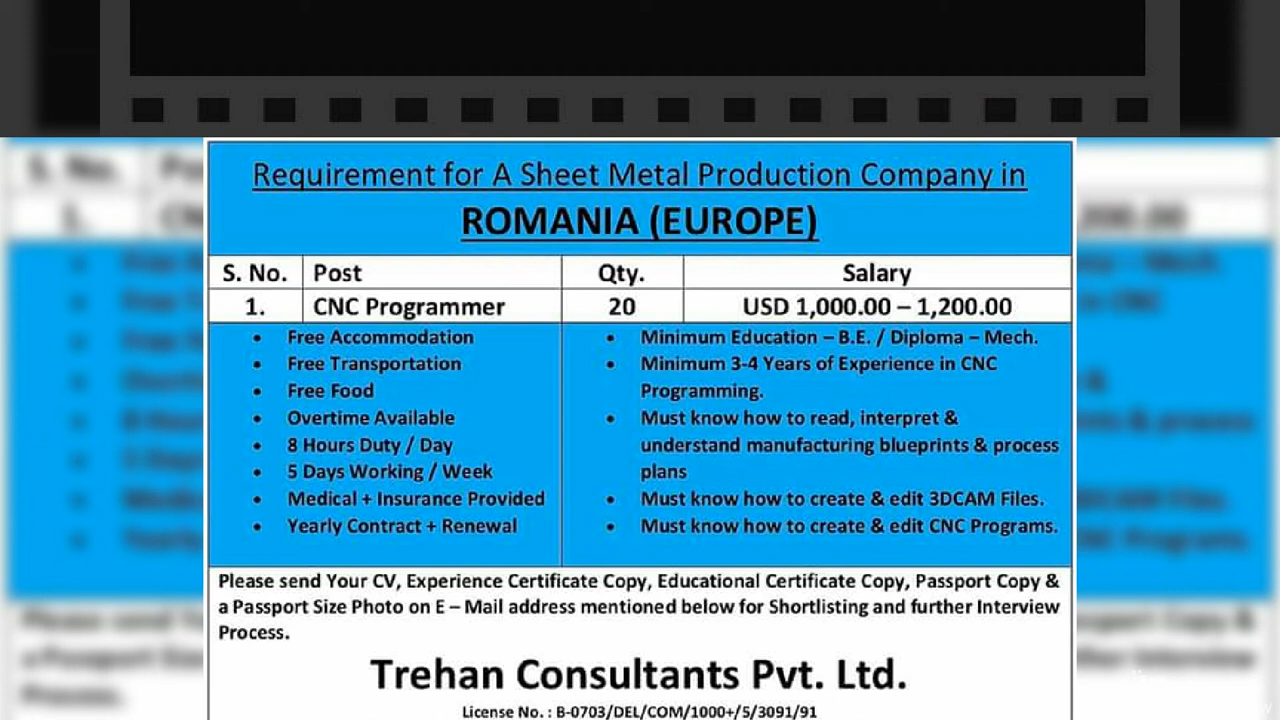 Requirement for A Sheet Metal Production Company in
ROMANIA (EUROPE)
S. No. Post Qty. Salary
1. CNC Programmer 20 USD 1,000.00 – 1,200.00
• Free Accommodation
• Free Transportation
• Free Food
• Overtime Available
• 8 Hours Duty / Day
• 5 Days Working / Week
• Medical + Insurance Provided
• Yearly Contract + Renewal
• Minimum Education – B.E. / Diploma – Mech.
• Minimum 3-4 Years of Experience in CNC
Programming.
• Must know how to read, interpret &
understand manufacturing blueprints & process
plans
• Must know how to create & edit 3DCAM Files.
• Must know how to create & edit CNC Programs.
Please send Your CV, Experience Certificate Copy, Educational Certificate Copy, Passport Copy &
a Passport Size Photo on E – Mail address mentioned below for Shortlisting and further Interview
Process.
Trehan Consultants Pvt. Ltd.
License No. : B-0703/DEL/COM/1000+/5/3091/91